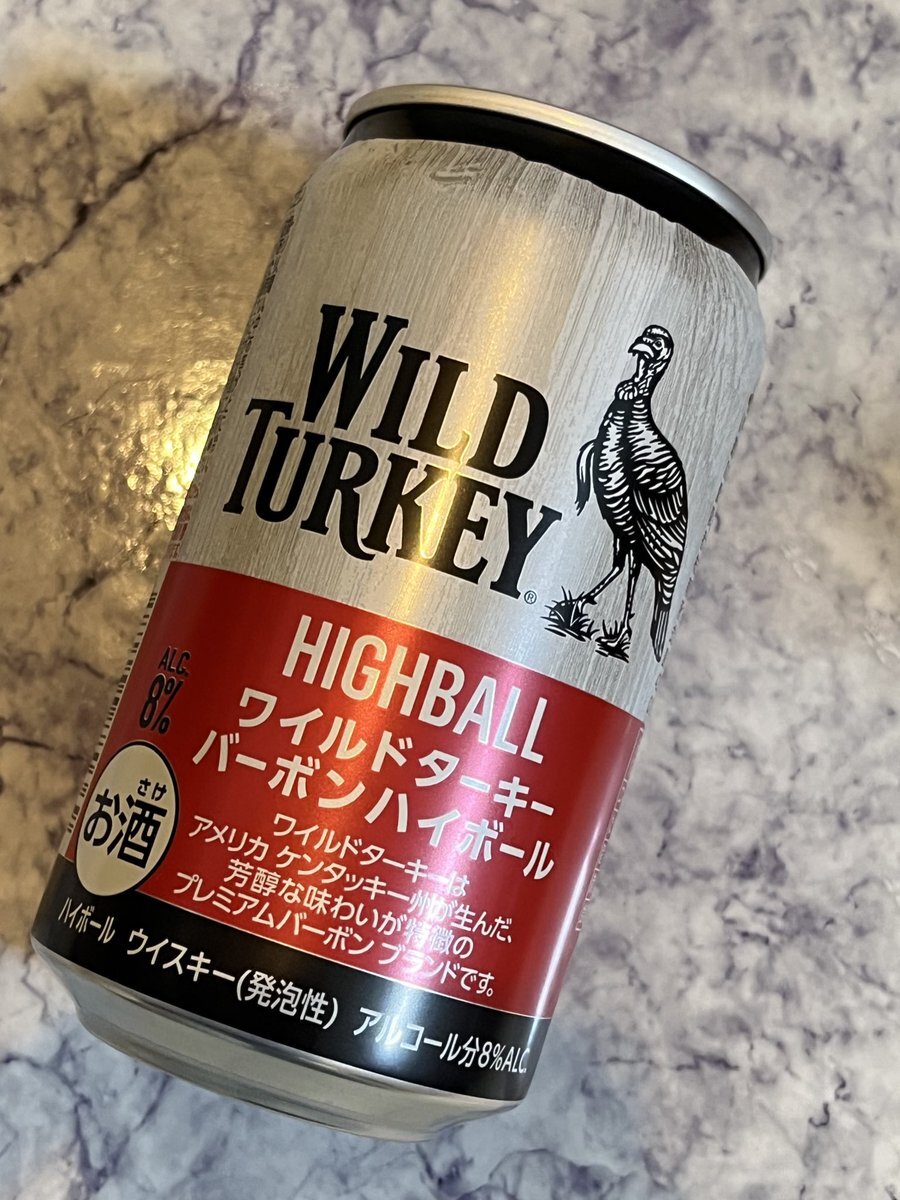 WILD
TURKEY®
HIGHBALL
ワイルドターキー
バーボンハイボール
ALC.
8%
さけ
お酒
ワイルドターキーは
アメリカ ケンタッキー州が生んだ、
芳醇な味わいが特徴の
プレミアムバーボン ブランドです。
ハイボール ウイスキー(発泡性) アルコール分8%ALC.